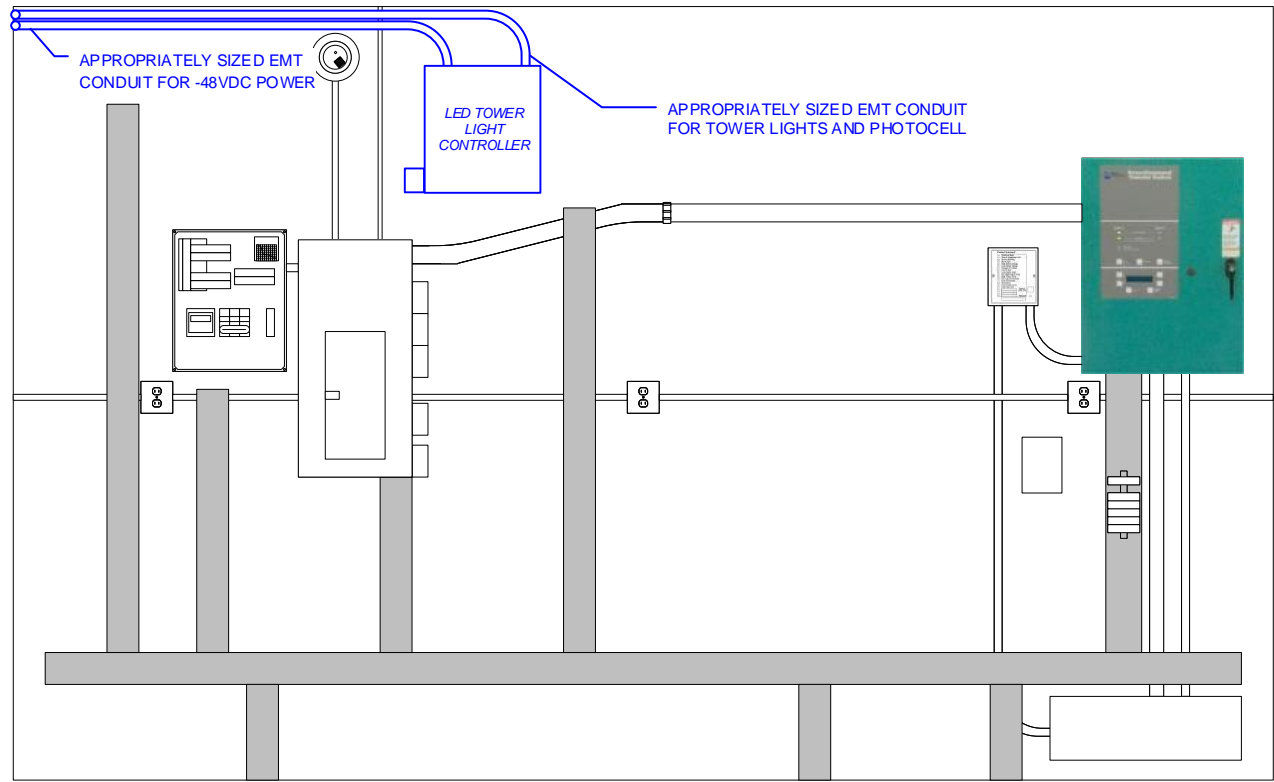 APPROPRIATELY SIZED EMT
CONDUIT FOR -48VDC POWER
LED TOWER
LIGHT
CONTROLLER
APPROPRIATELY SIZED EMT CONDUIT
FOR TOWER LIGHTS AND PHOTOCELL